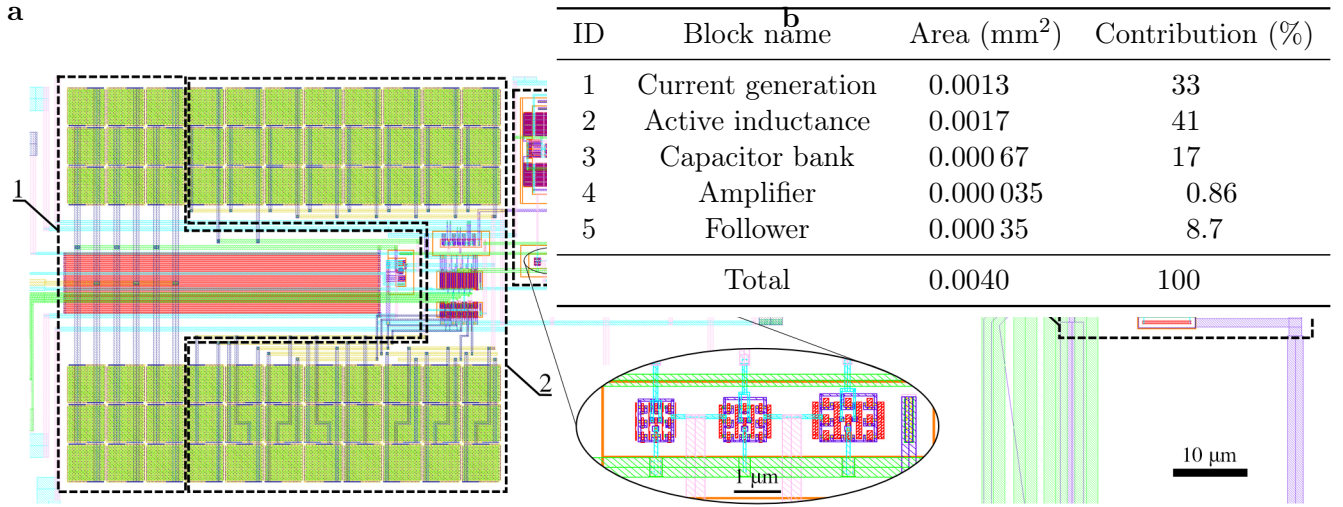 a
b
ID Block name Area (mm²) Contribution (%)
1 Current generation 0.0013 33
2 Active inductance 0.0017 41
3 Capacitor bank 0.000 67 17
4 Amplifier 0.000 035 0.86
5 Follower 0.000 35 8.7
Total 0.0040 100
1
2
1 µm
10 µm